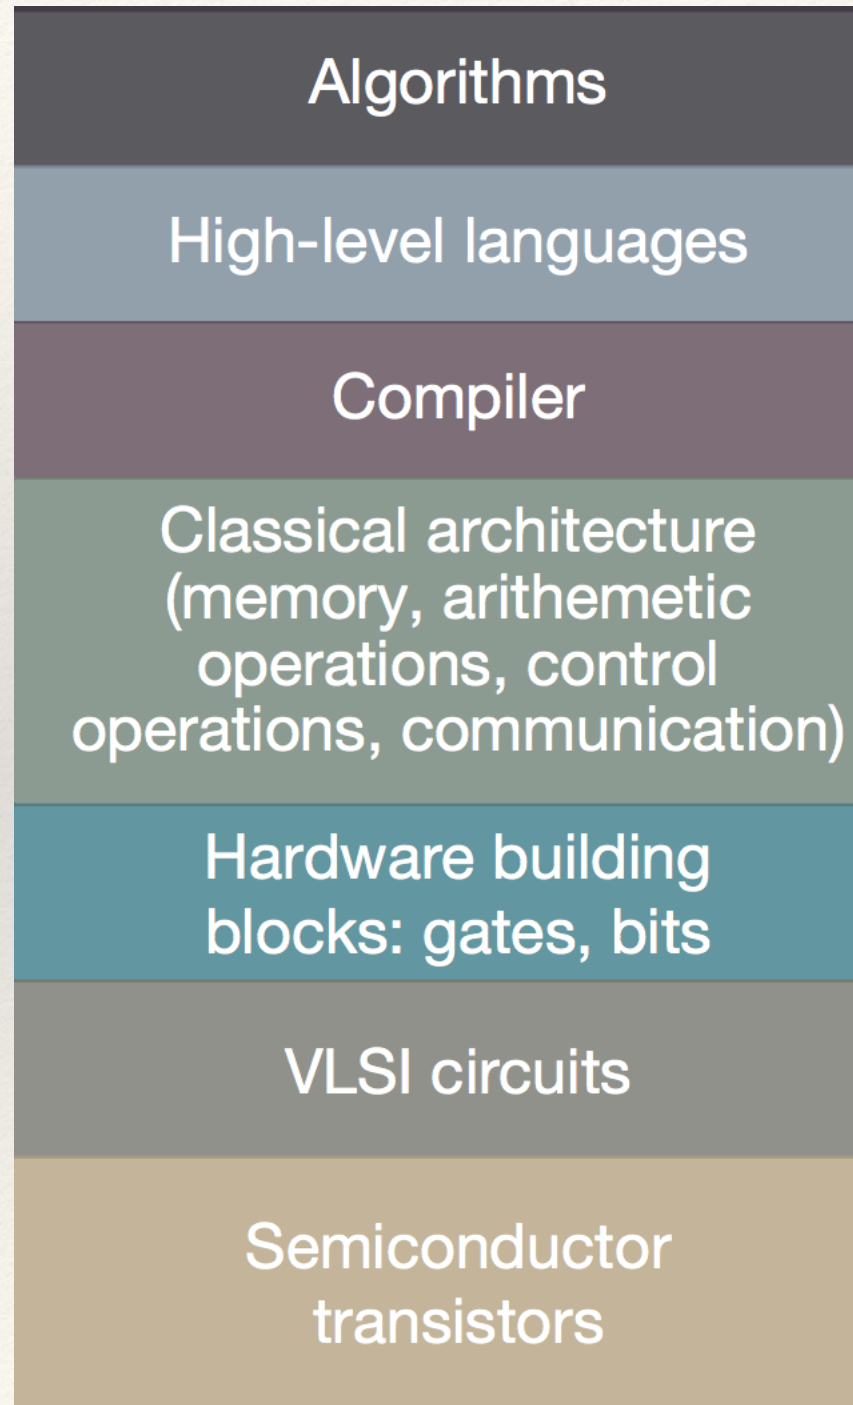 Algorithms
High-level languages
Compiler
Classical architecture
(memory, arithemetic
operations, control
operations, communication)
Hardware building
blocks: gates, bits
VLSI circuits
Semiconductor
transistors